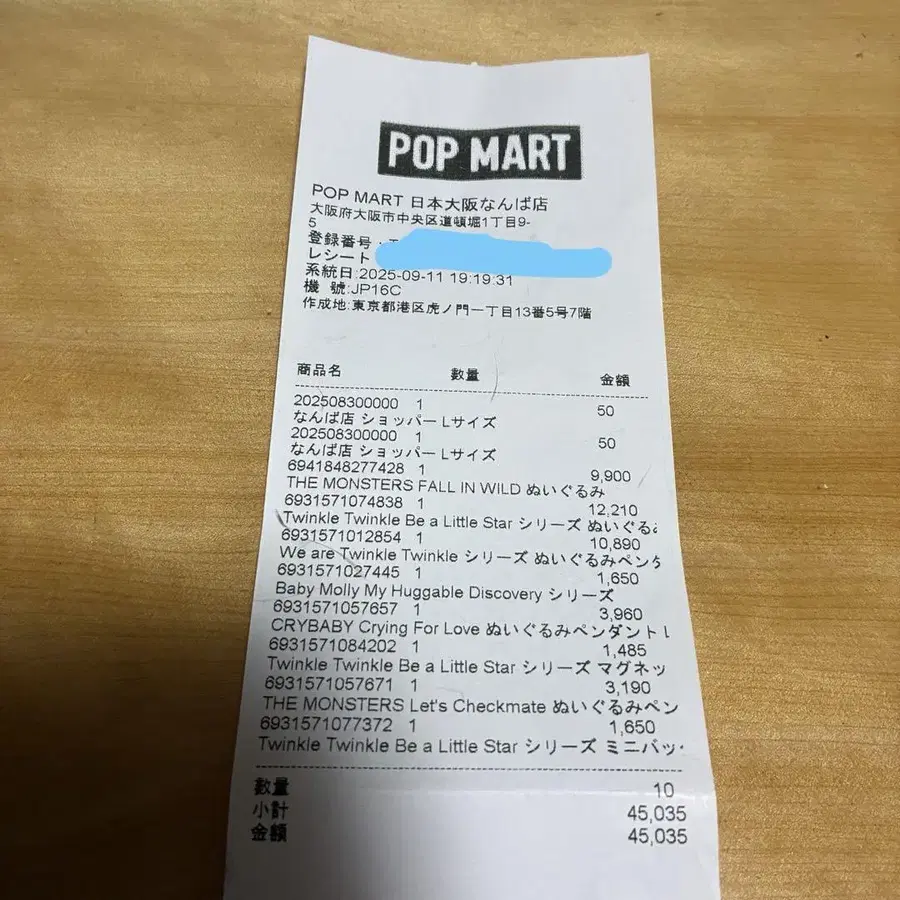 POP MART
POP MART 日本大阪なんば店
大阪府大阪市中央区道頓堀1丁目9-
5
登録番号
レシート
系統日:2025-09-11 19:19:31
機 號:JP16C
作成地:東京都港区虎ノ門一丁目13番5号7階
商品名 數量 金額
202508300000 1 50
なんば店 ショッパー Lサイズ
202508300000 1 50
なんば店 ショッパー Lサイズ
6941848277428 1 9,900
THE MONSTERS FALL IN WILD ぬいぐるみ
6931571074838 1 12,210
Twinkle Twinkle Be a Little Star シリーズ ぬいぐるみ
6931571012854 1 10,890
We are Twinkle Twinkle シリーズ ぬいぐるみペンダ
6931571027445 1 1,650
Baby Molly My Huggable Discovery シリーズ
6931571057657 1 3,960
CRYBABY Crying For Love ぬいぐるみペンダント L
6931571084202 1 1,485
Twinkle Twinkle Be a Little Star シリーズ マグネッ
6931571057671 1 3,190
THE MONSTERS Let's Checkmate ぬいぐるみペン
6931571077372 1 1,650
Twinkle Twinkle Be a Little Star シリーズ ミニバッ
數量 10
小計 45,035
金額 45,035